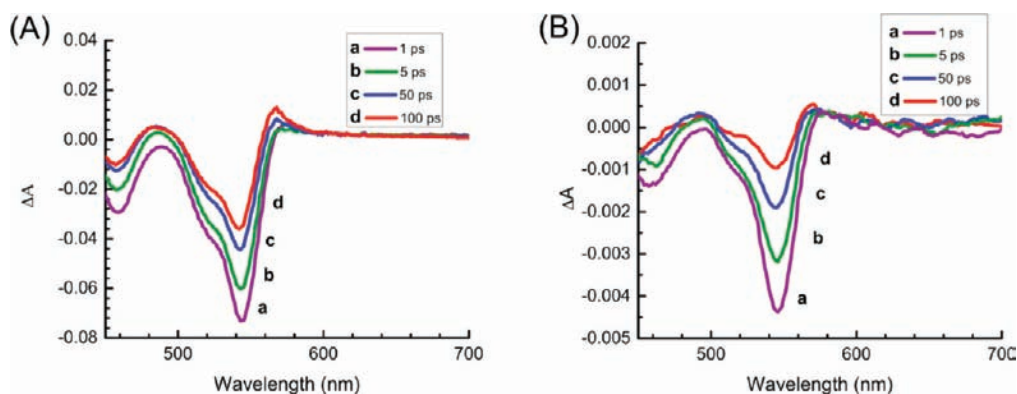 (A)
a 1 ps
b 5 ps
c 50 ps
d 100 ps
0.04
0.02
0.00
-0.02
-0.04
-0.06
-0.08
ΔA
d
c
b
a
500 600 700
Wavelength (nm)
(B)
a 1 ps
b 5 ps
c 50 ps
d 100 ps
0.002
0.001
0.000
-0.001
-0.002
-0.003
-0.004
-0.005
ΔA
d
c
b
a
500 600 700
Wavelength (nm)